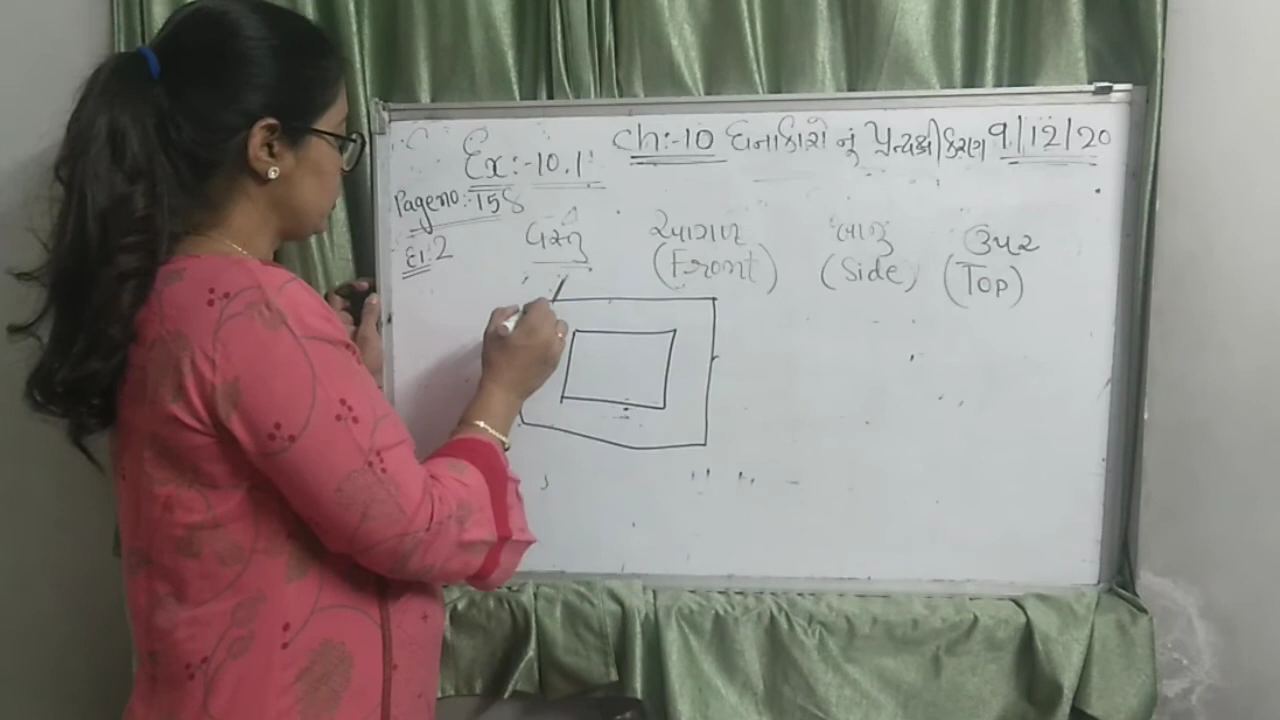 Ex:-10.1 Ch:-10 ઘનાકારો નું પ્રત્યક્ષીકરણ 9/12/20
Page no:-158
દા:2 વસ્તુ આગળ બાજુ ઉપર
(Front) (Side) (Top)